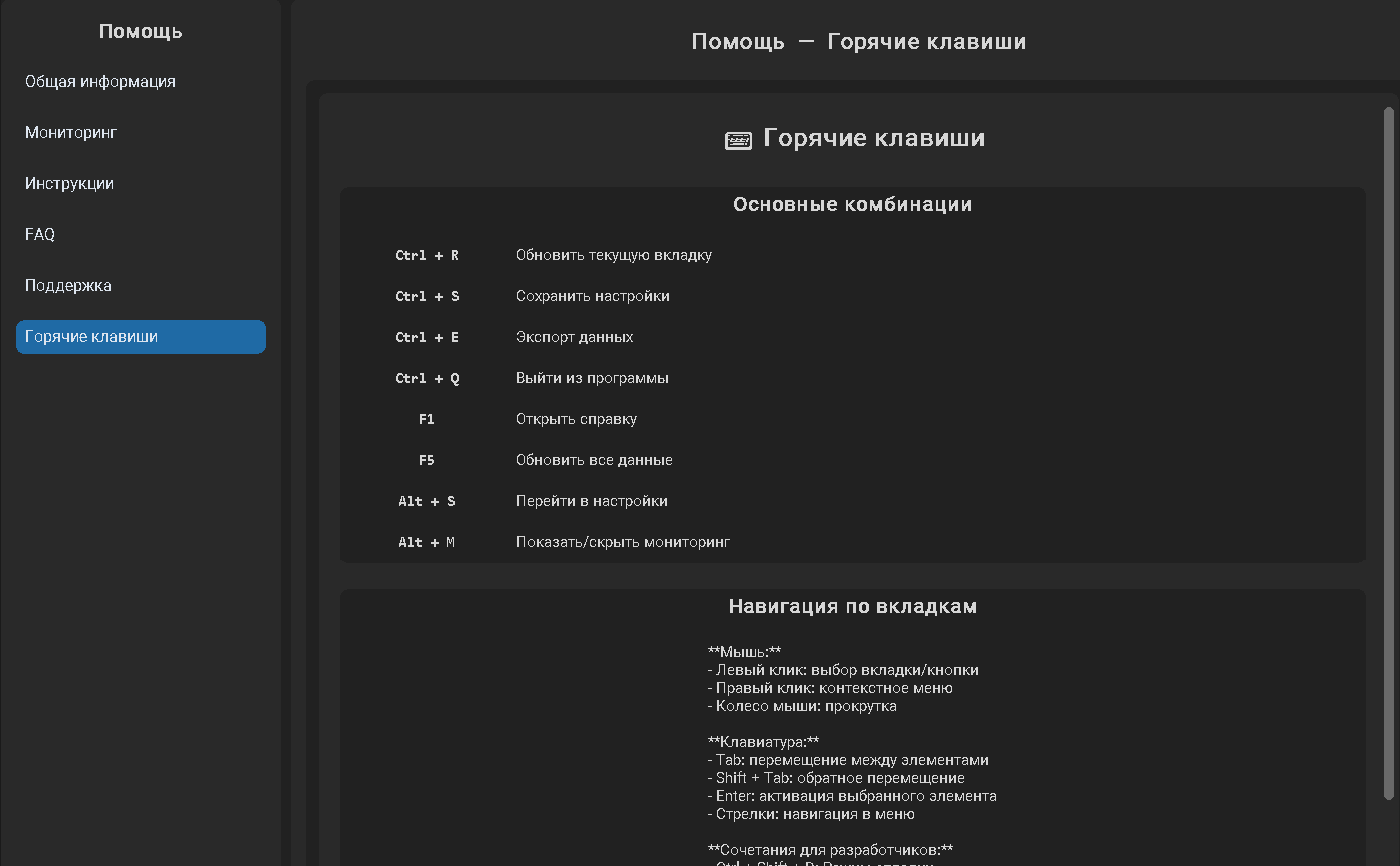 Помощь
Общая информация
Мониторинг
Инструкции
FAQ
Поддержка
Горячие клавиши
Помощь — Горячие клавиши
⌨ Горячие клавиши
Основные комбинации
Ctrl + R Обновить текущую вкладку
Ctrl + S Сохранить настройки
Ctrl + E Экспорт данных
Ctrl + Q Выйти из программы
F1 Открыть справку
F5 Обновить все данные
Alt + S Перейти в настройки
Alt + M Показать/скрыть мониторинг
Навигация по вкладкам
**Мышь:**
- Левый клик: выбор вкладки/кнопки
- Правый клик: контекстное меню
- Колесо мыши: прокрутка
**Клавиатура:**
- Tab: перемещение между элементами
- Shift + Tab: обратное перемещение
- Enter: активация выбранного элемента
- Стрелки: навигация в меню
**Сочетания для разработчиков:**